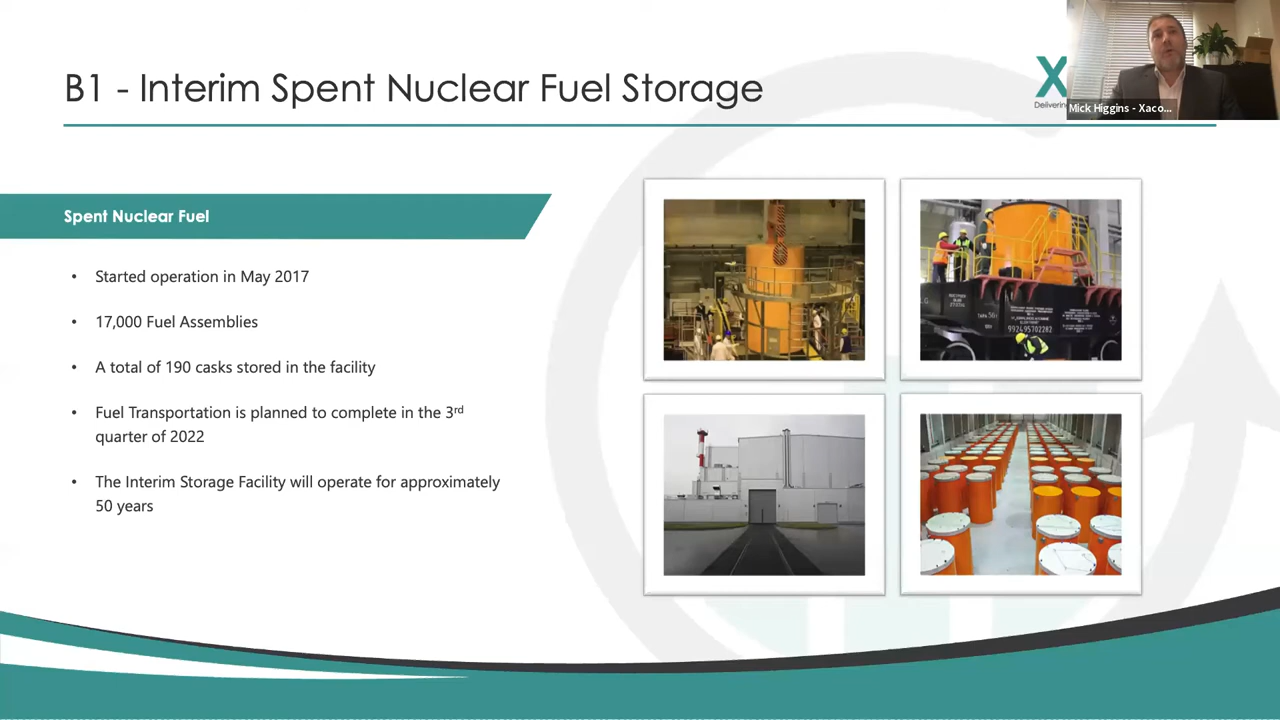 B1 - Interim Spent Nuclear Fuel Storage
X
Delivering
Mick Higgins - Xaco...
Spent Nuclear Fuel
• Started operation in May 2017
• 17,000 Fuel Assemblies
• A total of 190 casks stored in the facility
• Fuel Transportation is planned to complete in the 3rd
quarter of 2022
• The Interim Storage Facility will operate for approximately
50 years
992495702282